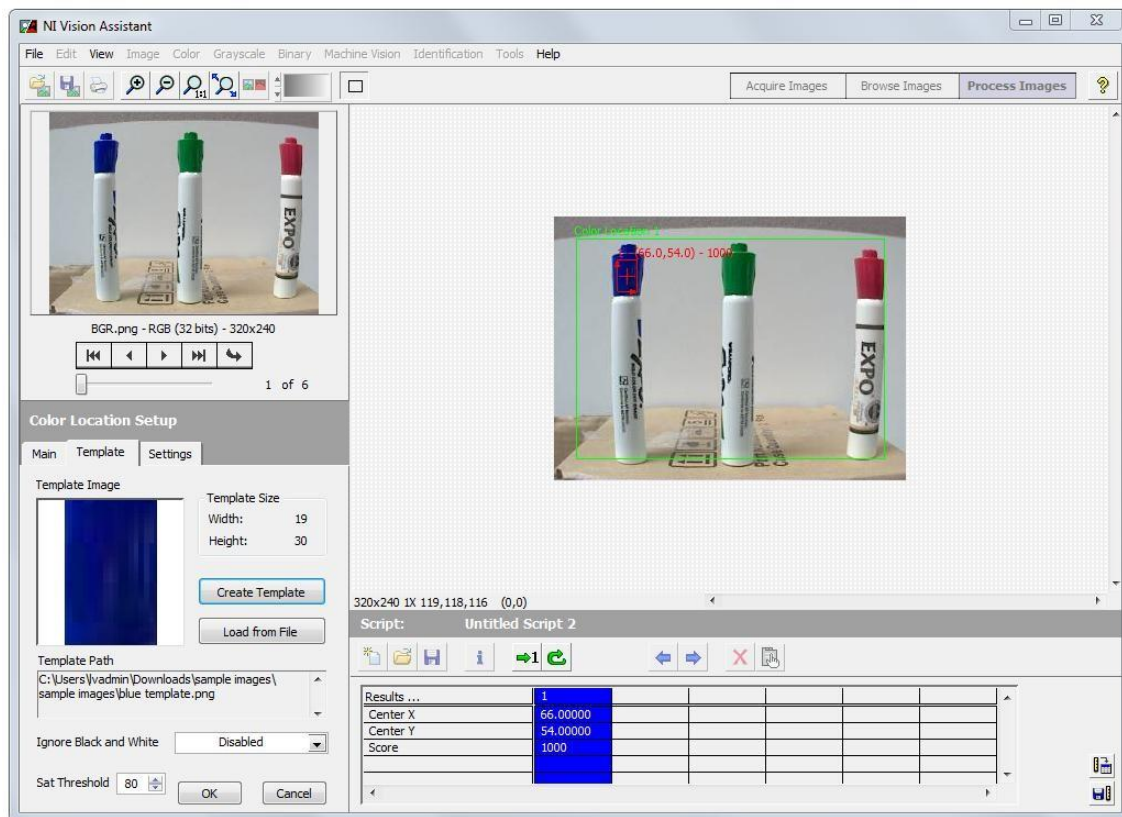 NI Vision Assistant
File Edit View Image Color Grayscale Binary Machine Vision Identification Tools Help
1:1
Acquire Images Browse Images Process Images ?
EXPO
BGR.png - RGB (32 bits) - 320x240
1 of 6
Color Location Setup
Main Template Settings
Template Image
Template Size
Width: 19
Height: 30
Create Template
Load from File
Template Path
C:\Users\lvadmin\Downloads\sample images\
sample images\blue template.png
Ignore Black and White Disabled
Sat Threshold 80
OK Cancel
Color Location 1
(66.0,54.0) - 1000
EXPO
320x240 1X 119,118,116 (0,0)
Script: Untitled Script 2
1
Results ... 1
Center X 66.00000
Center Y 54.00000
Score 1000